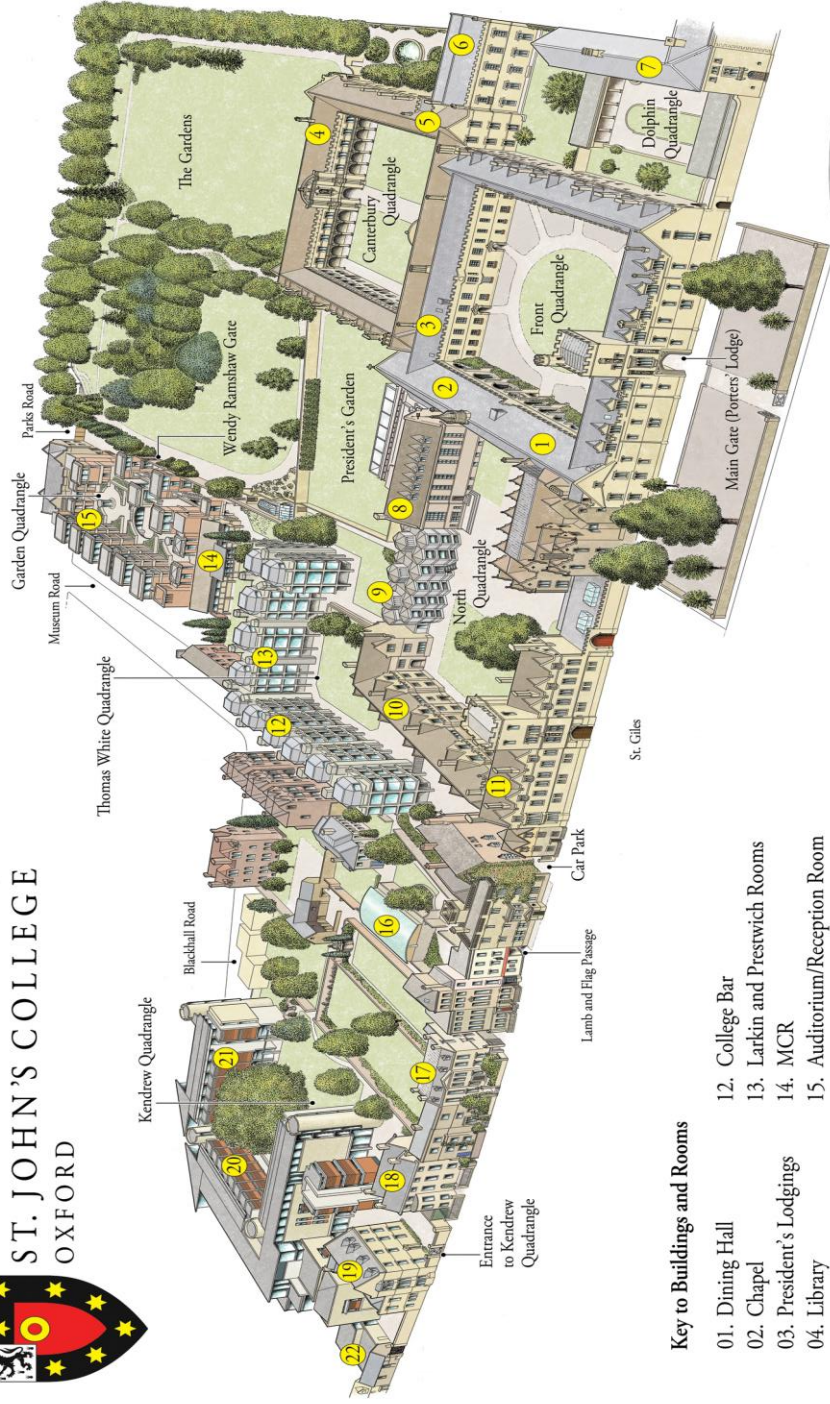 ST. JOHN'S COLLEGE
OXFORD
Garden Quadrangle
Parks Road
Museum Road
Wendy Ramshaw Gate
The Gardens
Thomas White Quadrangle
President's Garden
Canterbury
Quadrangle
Blackhall Road
Kendrew Quadrangle
North
Quadrangle
Front
Quadrangle
Dolphin
Quadrangle
Main Gate (Porters' Lodge)
St. Giles
Car Park
Lamb and Flag Passage
Entrance
to Kendrew
Quadrangle
1
2
3
4
5
6
7
8
9
10
11
12
13
14
15
16
17
18
19
20
21
22
Key to Buildings and Rooms
01. Dining Hall
02. Chapel
03. President's Lodgings
04. Library
12. College Bar
13. Larkin and Prestwich Rooms
14. MCR
15. Auditorium/Reception Room